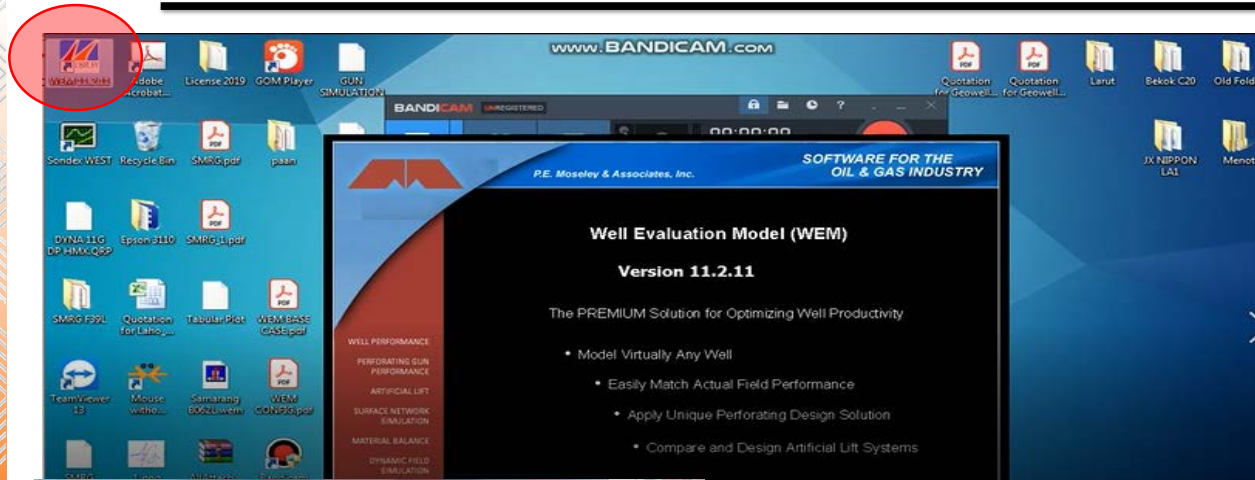 www.BANDICAM.com
Adobe
Acrobat...
License 2019
GOM Player
GUN
SIMULATION
Quotation
for Geowell...
Quotation
for Geowell...
Larut
Bekok C20
Old Fold
BANDICAM UNREGISTERED
?
Sondex WEST
Recycle Bin
SMRG.pdf
paan
JX NIPPON
LA1
Menot
P.E. Moseley & Associates, Inc.
SOFTWARE FOR THE
OIL & GAS INDUSTRY
DYNA 11G
DP.HMX.QRP
Epson 3110
SMRG_1.pdf
Well Evaluation Model (WEM)
Version 11.2.11
The PREMIUM Solution for Optimizing Well Productivity
SMRG F39L
Quotation
for Laho_...
Tabular Plot
WEM BASE
CASE.pdf
WELL PERFORMANCE
PERFORATING GUN
PERFORMANCE
ARTIFICIAL LIFT
SURFACE NETWORK
SIMULATION
MATERIAL BALANCE
DYNAMIC FIELD
SIMULATION
• Model Virtually Any Well
• Easily Match Actual Field Performance
• Apply Unique Perforating Design Solution
• Compare and Design Artificial Lift Systems
TeamViewer
13
Mouse
witho...
Samarang
B062L.wem
WEM
CONFIG.pdf